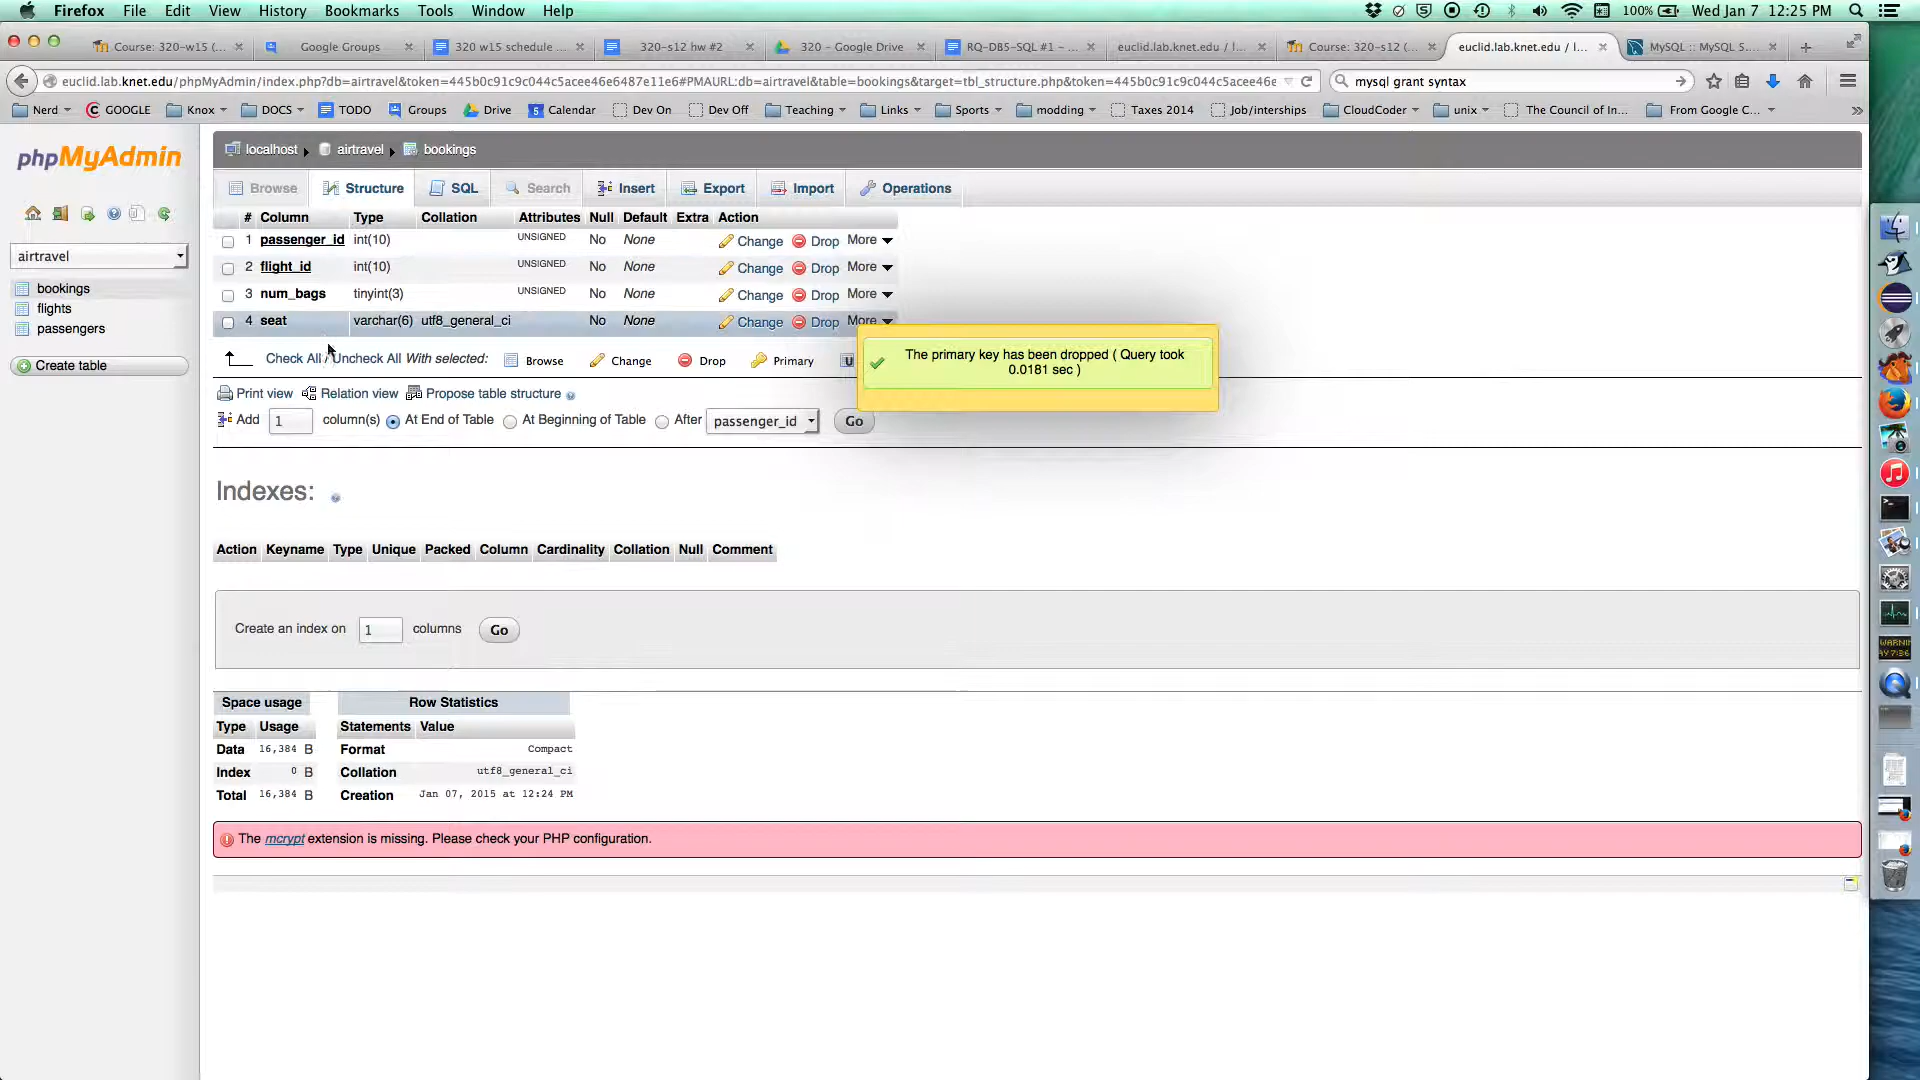 Firefox File Edit View History Bookmarks Tools Window Help 100% Wed Jan 7 12:25 PM
Course: 320-w15 (... Google Groups 320 w15 schedule ... 320-s12 hw #2 320 - Google Drive RQ-DB5-SQL #1 – ... euclid.lab.knet.edu / l... Course: 320-s12 (... euclid.lab.knet.edu / l... MySQL :: MySQL 5....
euclid.lab.knet.edu/phpMyAdmin/index.php?db=airtravel&token=445b0c91c9c044c5acee46e6487e11e6#PMAURL:db=airtravel&table=bookings&target=tbl_structure.php&token=445b0c91c9c044c5acee46e mysql grant syntax
Nerd GOOGLE Knox DOCS TODO Groups Drive 5 Calendar Dev On Dev Off Teaching Links Sports modding Taxes 2014 Job/interships CloudCoder unix The Council of In... From Google C...
phpMyAdmin
localhost airtravel bookings
Browse Structure SQL Search Insert Export Import Operations
# Column Type Collation Attributes Null Default Extra Action
1 passenger_id int(10) UNSIGNED No None Change Drop More
2 flight_id int(10) UNSIGNED No None Change Drop More
3 num_bags tinyint(3) UNSIGNED No None Change Drop More
4 seat varchar(6) utf8_general_ci No None Change Drop More
airtravel
bookings
flights
passengers
Create table
Check All / Uncheck All With selected: Browse Change Drop Primary U
The primary key has been dropped ( Query took
0.0181 sec )
Print view Relation view Propose table structure
Add 1 column(s) At End of Table At Beginning of Table After passenger_id Go
Indexes:
Action Keyname Type Unique Packed Column Cardinality Collation Null Comment
Create an index on 1 columns Go
Space usage Row Statistics
Type Usage Statements Value
Data 16,384 B Format Compact
Index 0 B Collation utf8_general_ci
Total 16,384 B Creation Jan 07, 2015 at 12:24 PM
The mcrypt extension is missing. Please check your PHP configuration.